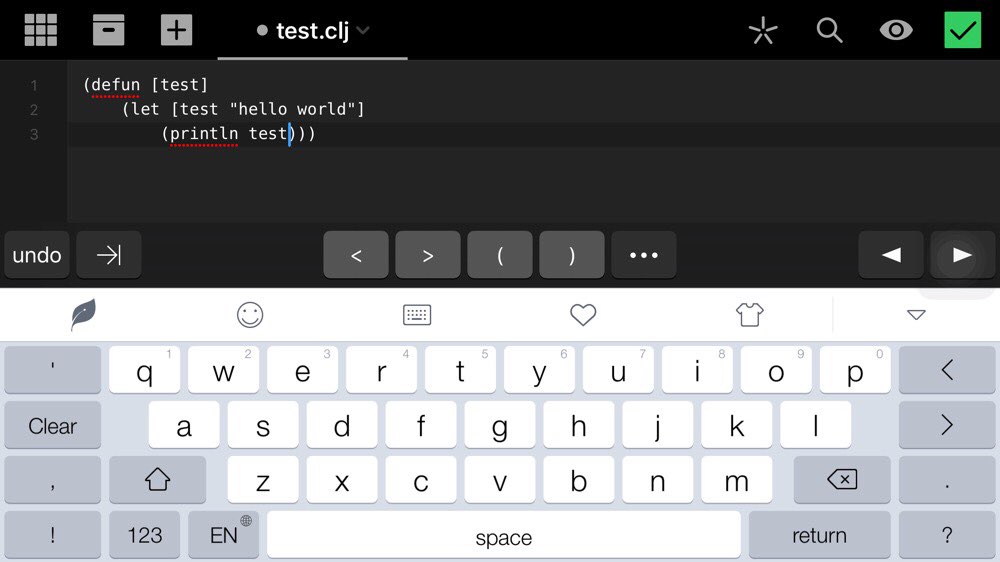 test.clj
1 (defun [test]
2 (let [test "hello world"]
3 (println test)))
undo < > ( ) •••
' q 1 w 2 e 3 r 4 t 5 y 6 u 7 i 8 o 9 p 0 <
Clear a s d f g h j k l >
, z x c v b n m .
! 123 EN space return ?